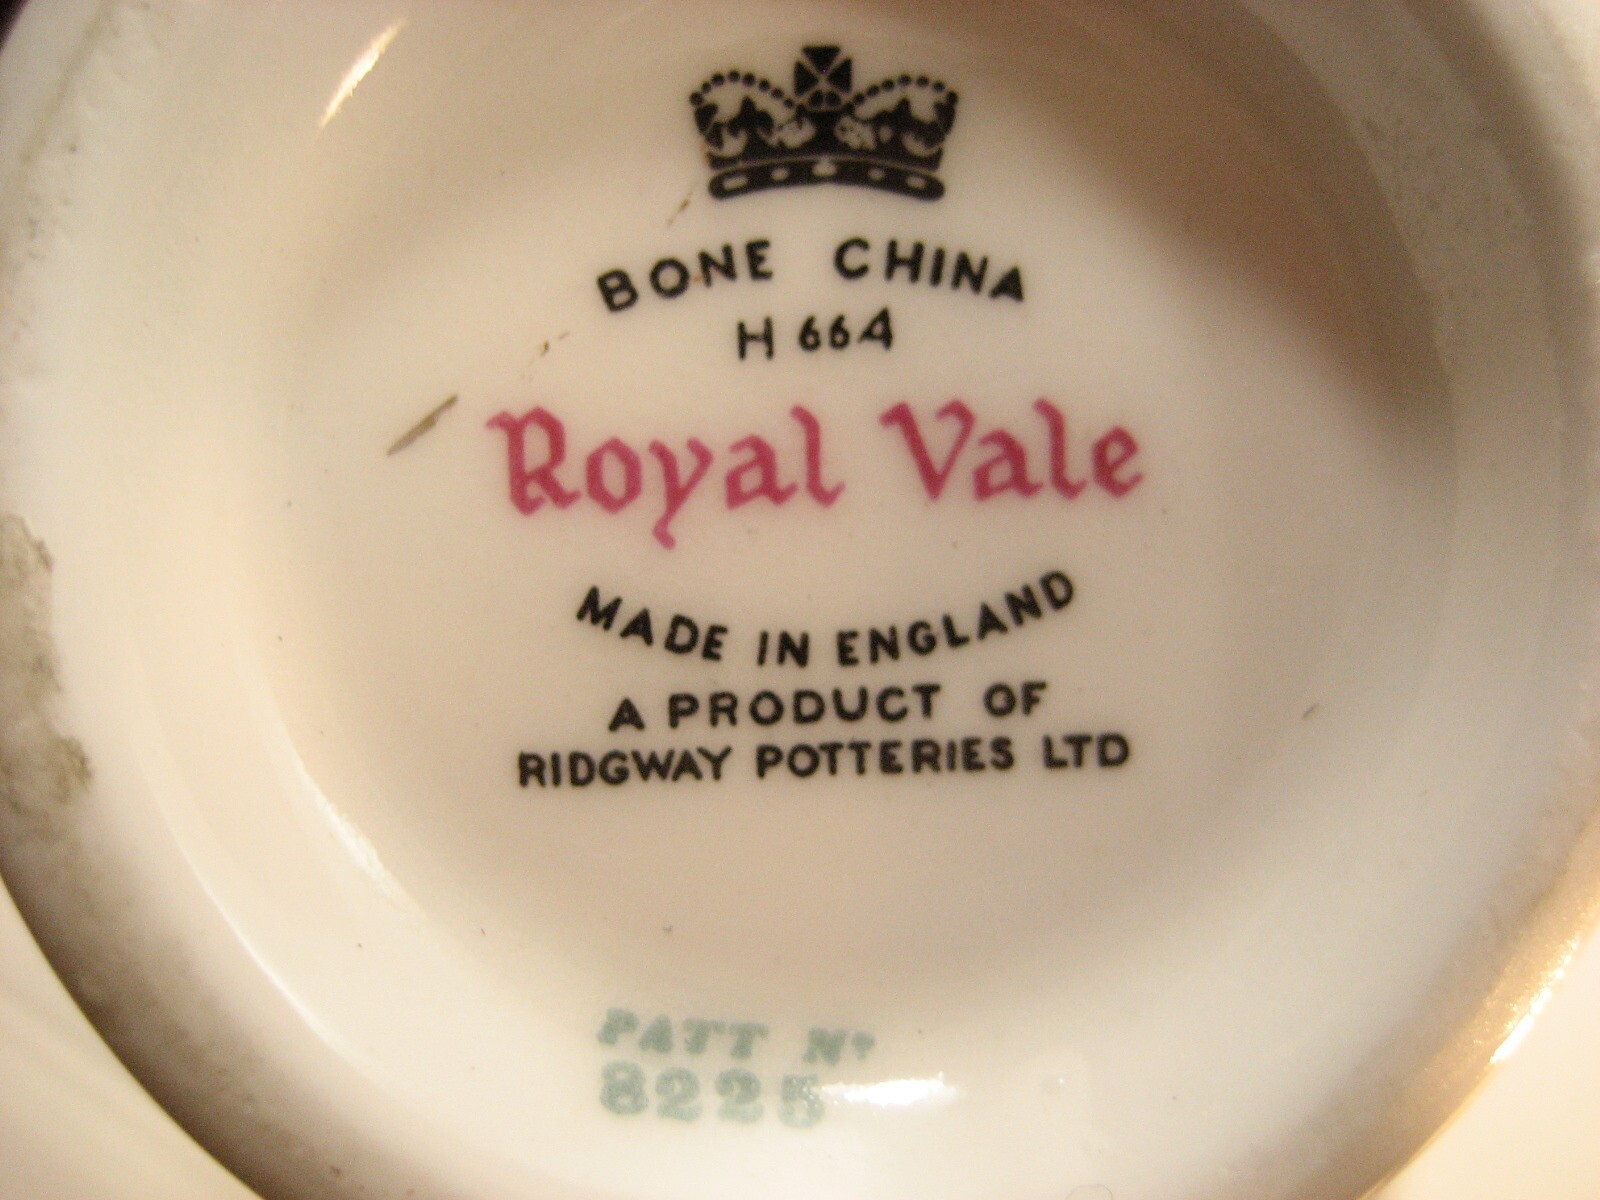 BONE CHINA
H 664
Royal Vale
MADE IN ENGLAND
A PRODUCT OF
RIDGWAY POTTERIES LTD
PATT Nº
8225